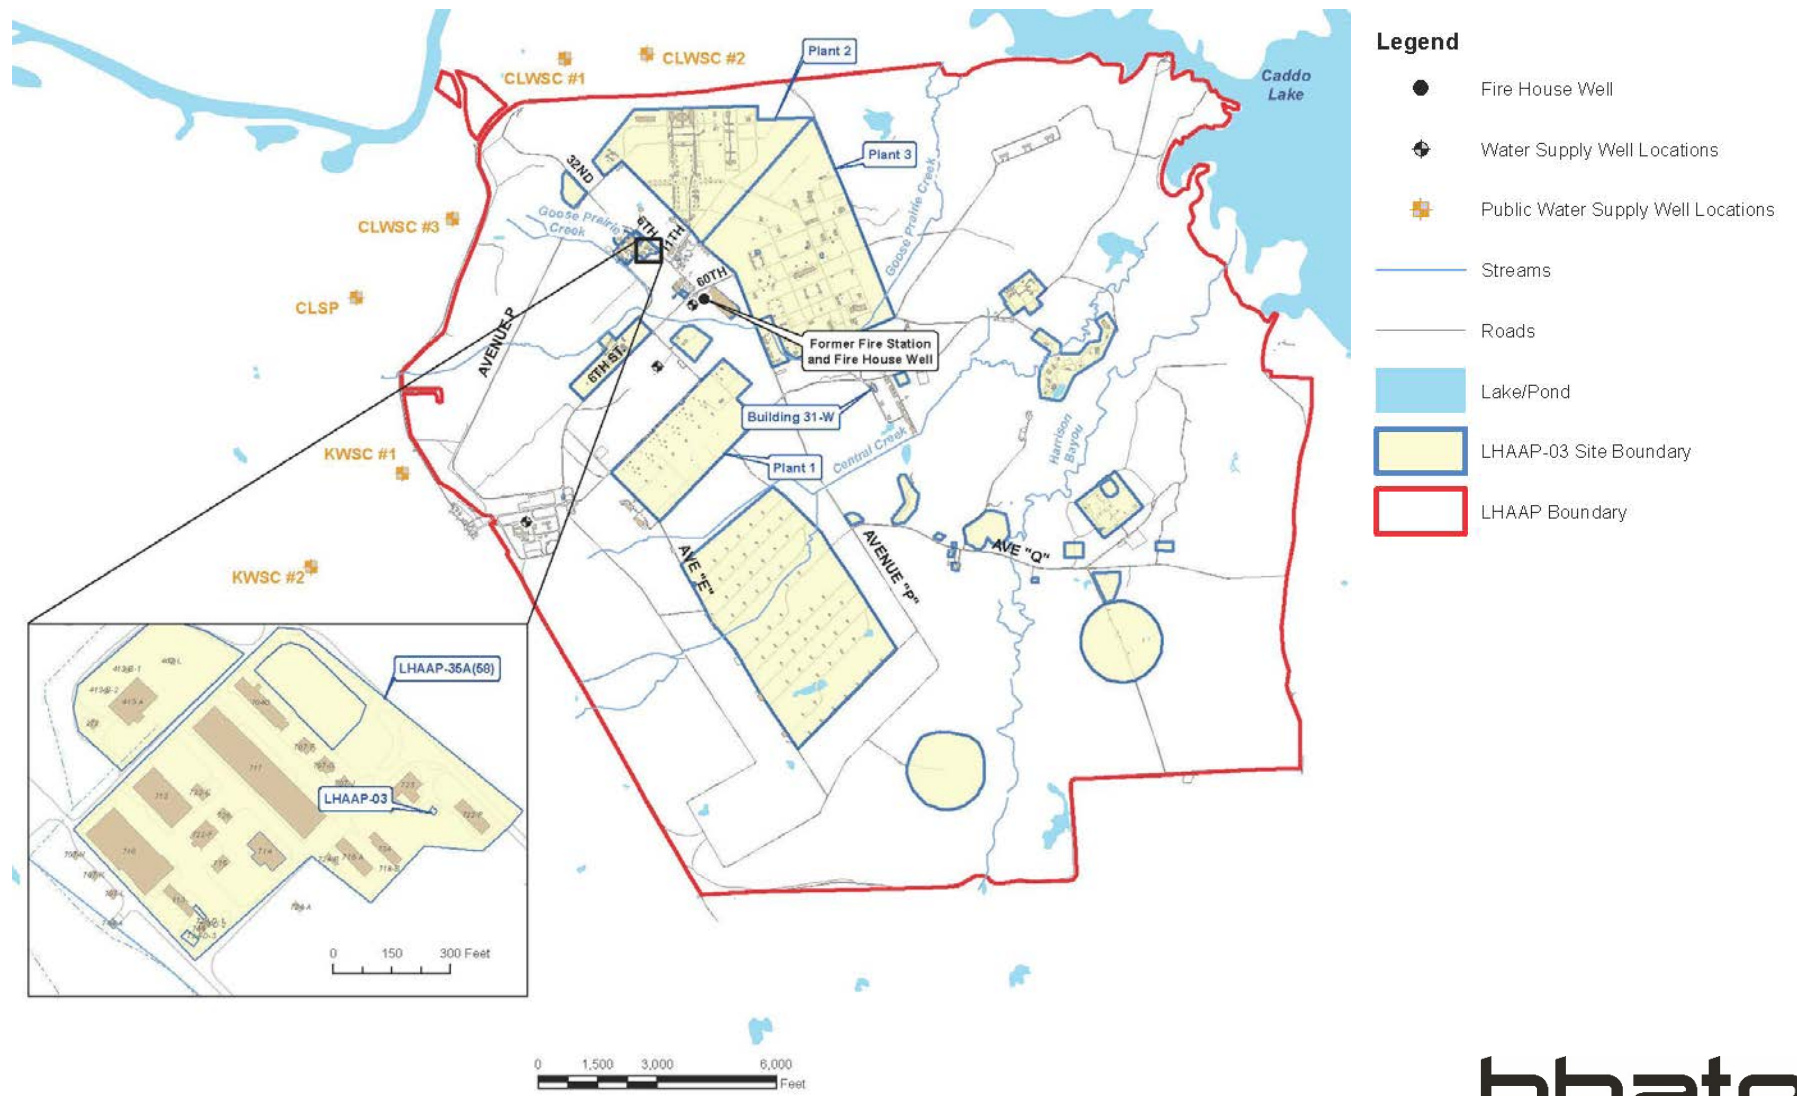 Legend
Fire House Well
Water Supply Well Locations
Public Water Supply Well Locations
Streams
Roads
Lake/Pond
LHAAP-03 Site Boundary
LHAAP Boundary
CLWSC #1
CLWSC #2
Plant 2
Caddo
Lake
Plant 3
32ND
Goose Prairie
Creek
6TH
11TH
Goose Prairie Creek
CLWSC #3
60TH
CLSP
AVENUE P
Former Fire Station
and Fire House Well
6TH ST.
Building 31-W
Central Creek
Harrison
Bayou
KWSC #1
Plant 1
AVE "E"
AVENUE "P"
AVE "Q"
KWSC #2
LHAAP-35A(58)
LHAAP-03
413-A
717
722-P
714
0 150 300 Feet
0 1,500 3,000 6,000
Feet